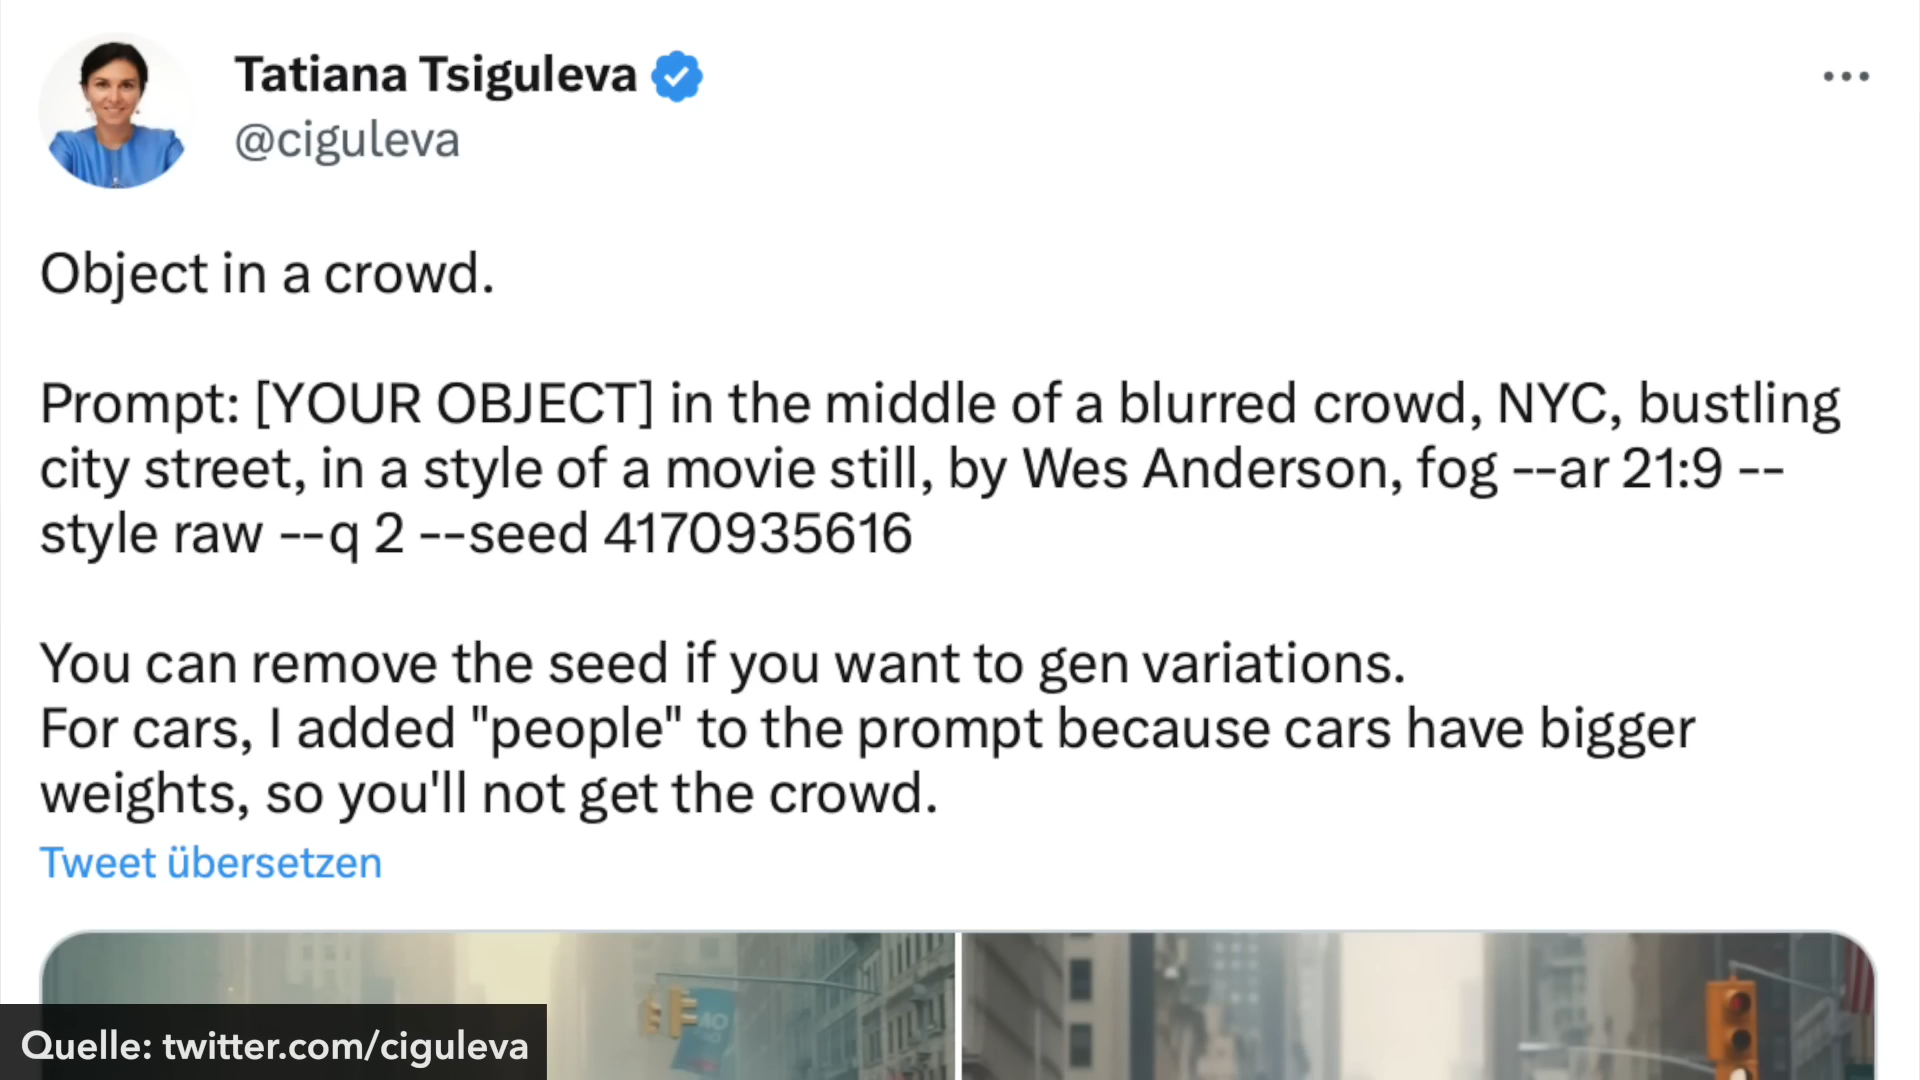 Tatiana Tsiguleva
@ciguleva
Object in a crowd.
Prompt: [YOUR OBJECT] in the middle of a blurred crowd, NYC, bustling
city street, in a style of a movie still, by Wes Anderson, fog --ar 21:9 --
style raw --q 2 --seed 4170935616
You can remove the seed if you want to gen variations.
For cars, I added "people" to the prompt because cars have bigger
weights, so you'll not get the crowd.
Tweet übersetzen
Quelle: twitter.com/ciguleva